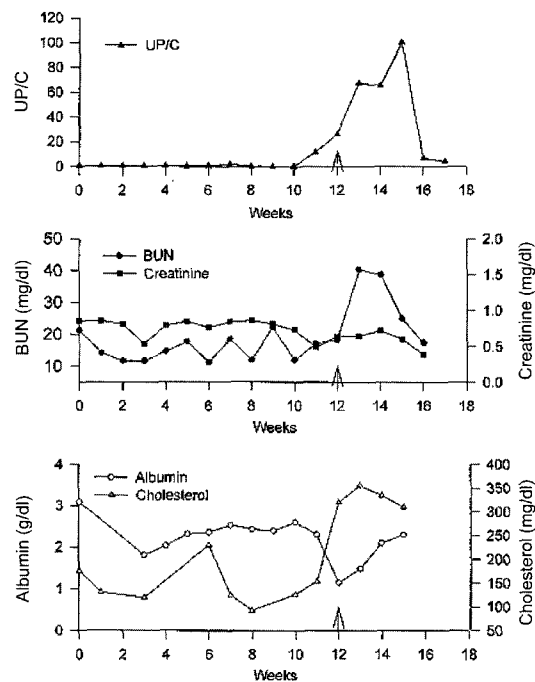 120
100
80
60
40
20
0
UP/C
UP/C
0 2 4 6 8 10 12 14 16 18
Weeks
50
40
30
20
10
BUN (mg/dl)
BUN
Creatinine
2.0
1.5
1.0
0.5
0.0
Creatinine (mg/dl)
0 2 4 6 8 10 12 14 16 18
Weeks
4
3
2
1
0
Albumin (g/dl)
Albumin
Cholesterol
400
350
300
250
200
150
100
50
Cholesterol (mg/dl)
0 2 4 6 8 10 12 14 16 18
Weeks